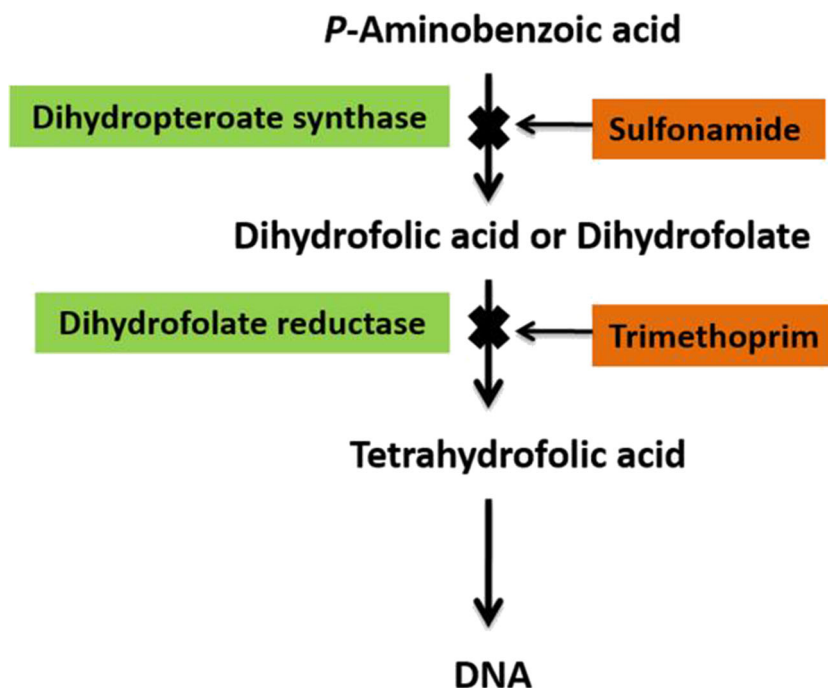 P-Aminobenzoic acid
Dihydropteroate synthase
Sulfonamide
Dihydrofolic acid or Dihydrofolate
Dihydrofolate reductase
Trimethoprim
Tetrahydrofolic acid
DNA